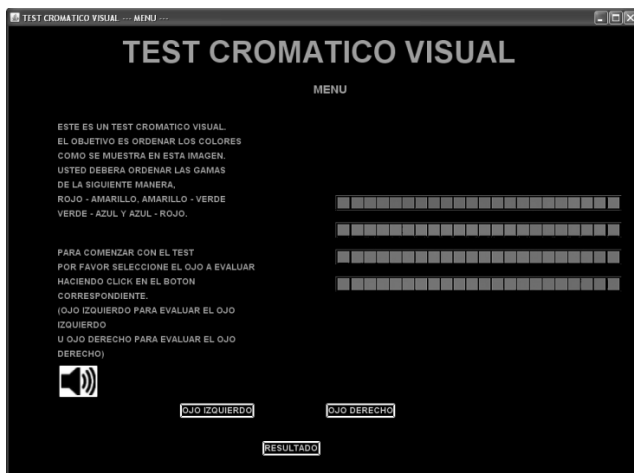 TEST CROMATICO VISUAL --- MENU ---
TEST CROMATICO VISUAL
MENU
ESTE ES UN TEST CROMATICO VISUAL.
EL OBJETIVO ES ORDENAR LOS COLORES
COMO SE MUESTRA EN ESTA IMAGEN.
USTED DEBERA ORDENAR LAS GAMAS
DE LA SIGUIENTE MANERA,
ROJO - AMARILLO, AMARILLO - VERDE
VERDE - AZUL Y AZUL - ROJO.
PARA COMENZAR CON EL TEST
POR FAVOR SELECCIONE EL OJO A EVALUAR
HACIENDO CLICK EN EL BOTON
CORRESPONDIENTE.
(OJO IZQUIERDO PARA EVALUAR EL OJO
IZQUIERDO
U OJO DERECHO PARA EVALUAR EL OJO
DERECHO)
OJO IZQUIERDO
OJO DERECHO
RESULTADO